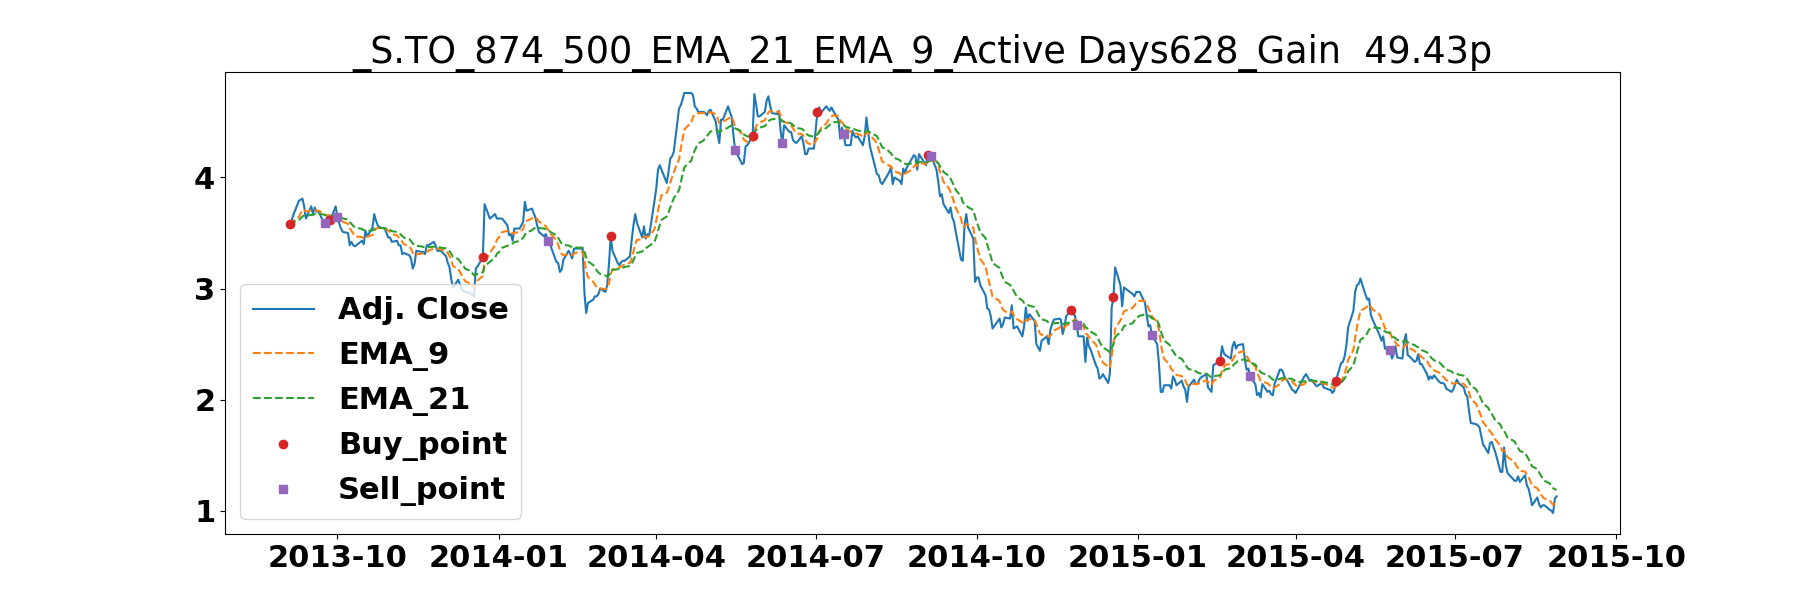 _S.TO_874_500_EMA_21_EMA_9_Active Days628_Gain  49.43p
4
3
2
1
Adj. Close
EMA_9
EMA_21
Buy_point
Sell_point
2013-10 2014-01 2014-04 2014-07 2014-10 2015-01 2015-04 2015-07 2015-10